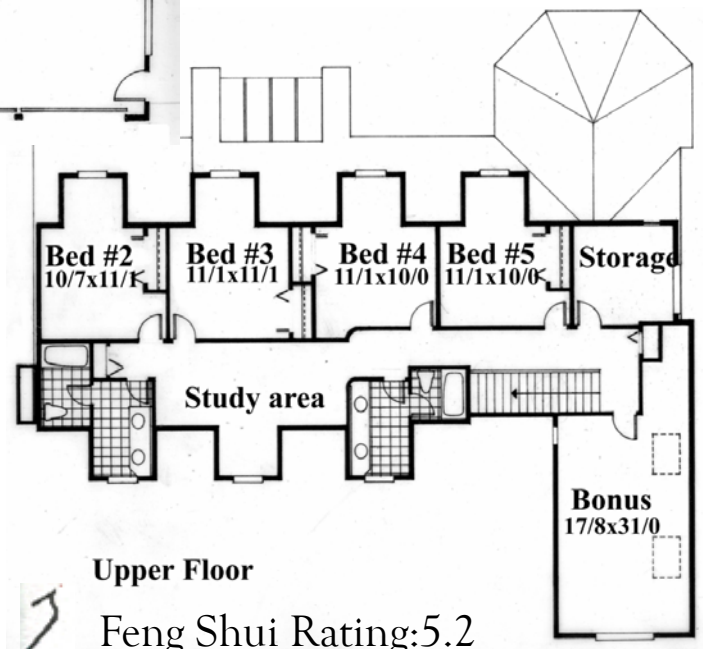 Bed #2
10/7x11/1
Bed #3
11/1x11/1
Bed #4
11/1x10/0
Bed #5
11/1x10/0
Storage
Study area
Bonus
17/8x31/0
Upper Floor
Feng Shui Rating:5.2